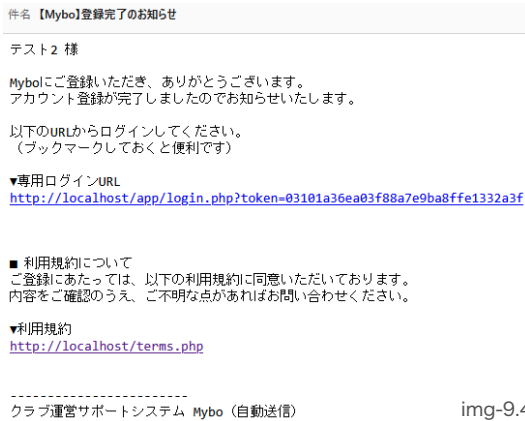 件名 【Mybo】登録完了のお知らせ
テスト2 様
Myboにご登録いただき、ありがとうございます。
アカウント登録が完了しましたのでお知らせいたします。
以下のURLからログインしてください。
（ブックマークしておくと便利です）
▼専用ログインURL
http://localhost/app/login.php?token=03101a36ea03f88a7e9ba8ffe1332a3f
■ 利用規約について
ご登録にあたっては、以下の利用規約に同意いただいております。
内容をご確認のうえ、ご不明な点があればお問い合わせください。
▼利用規約
http://localhost/terms.php
------------------------
クラブ運営サポートシステム Mybo（自動送信）
img-9.4